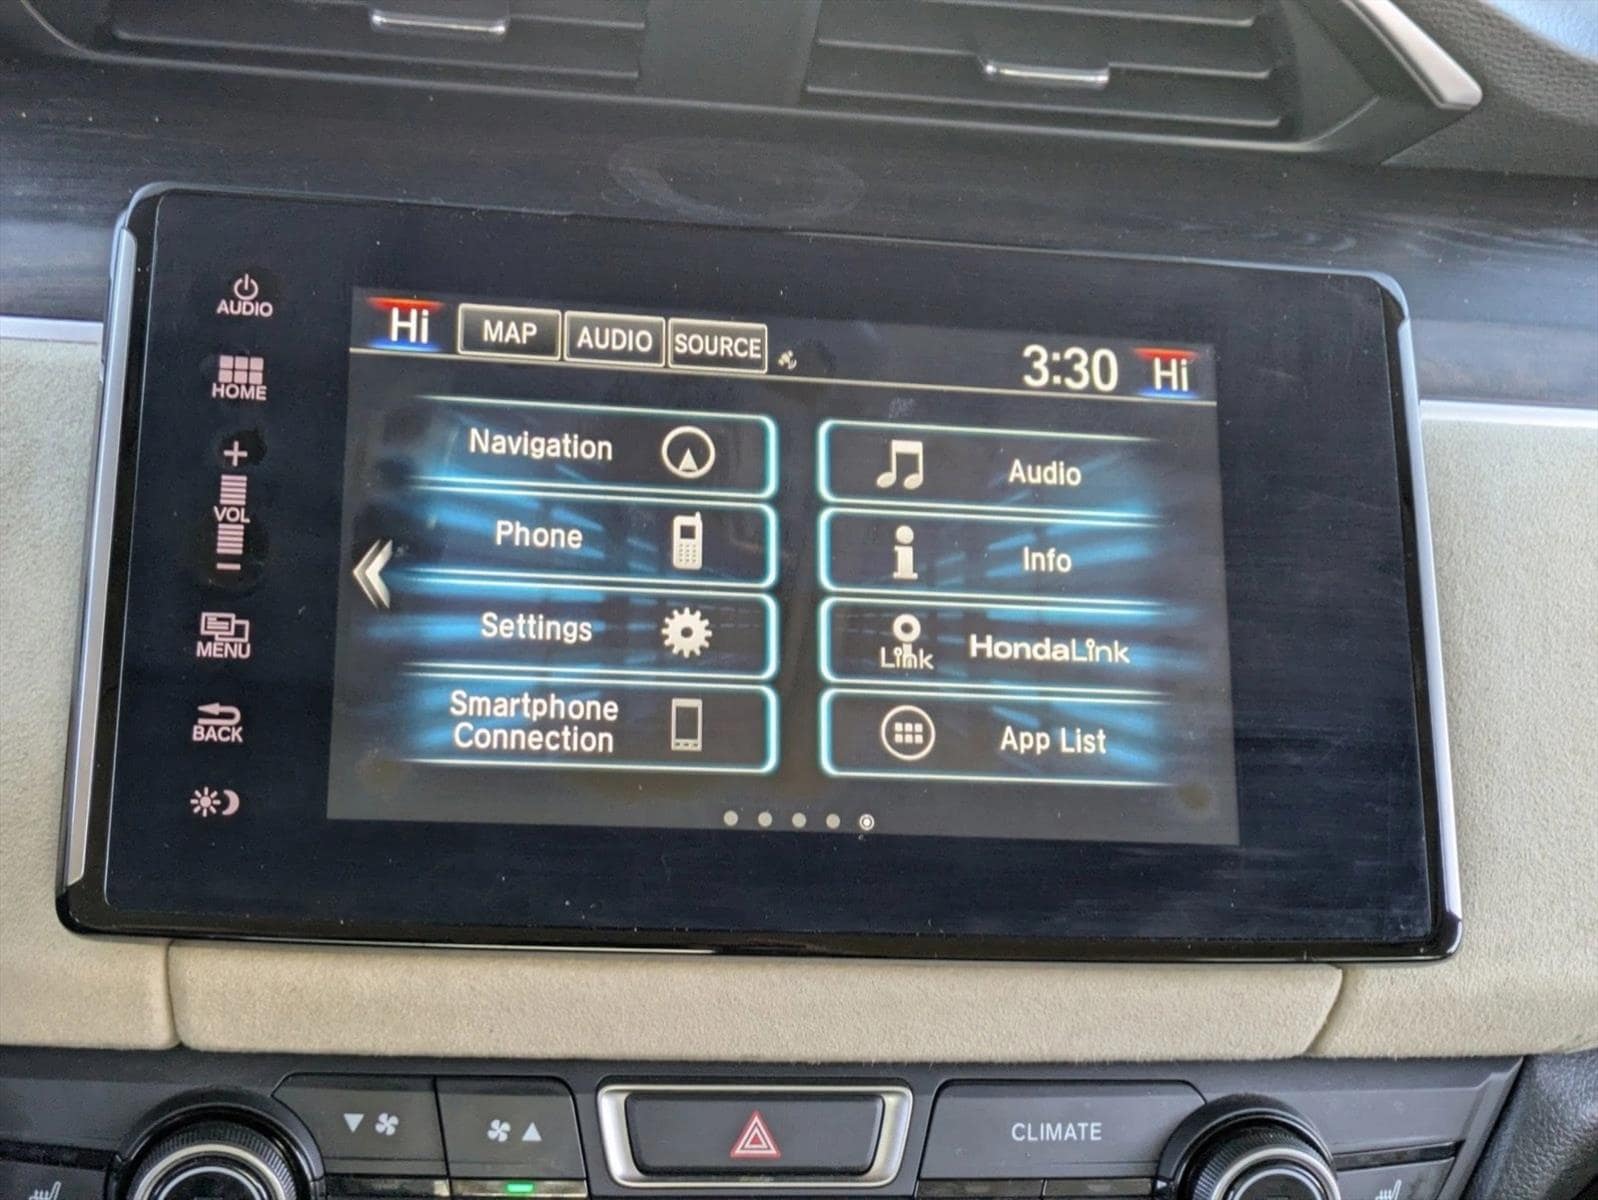 AUDIO
HOME
+
VOL
−
MENU
BACK
Hi
MAP
AUDIO
SOURCE
3:30
Hi
Navigation
Audio
Phone
Info
Settings
Link
HondaLink
Smartphone
Connection
App List
CLIMATE